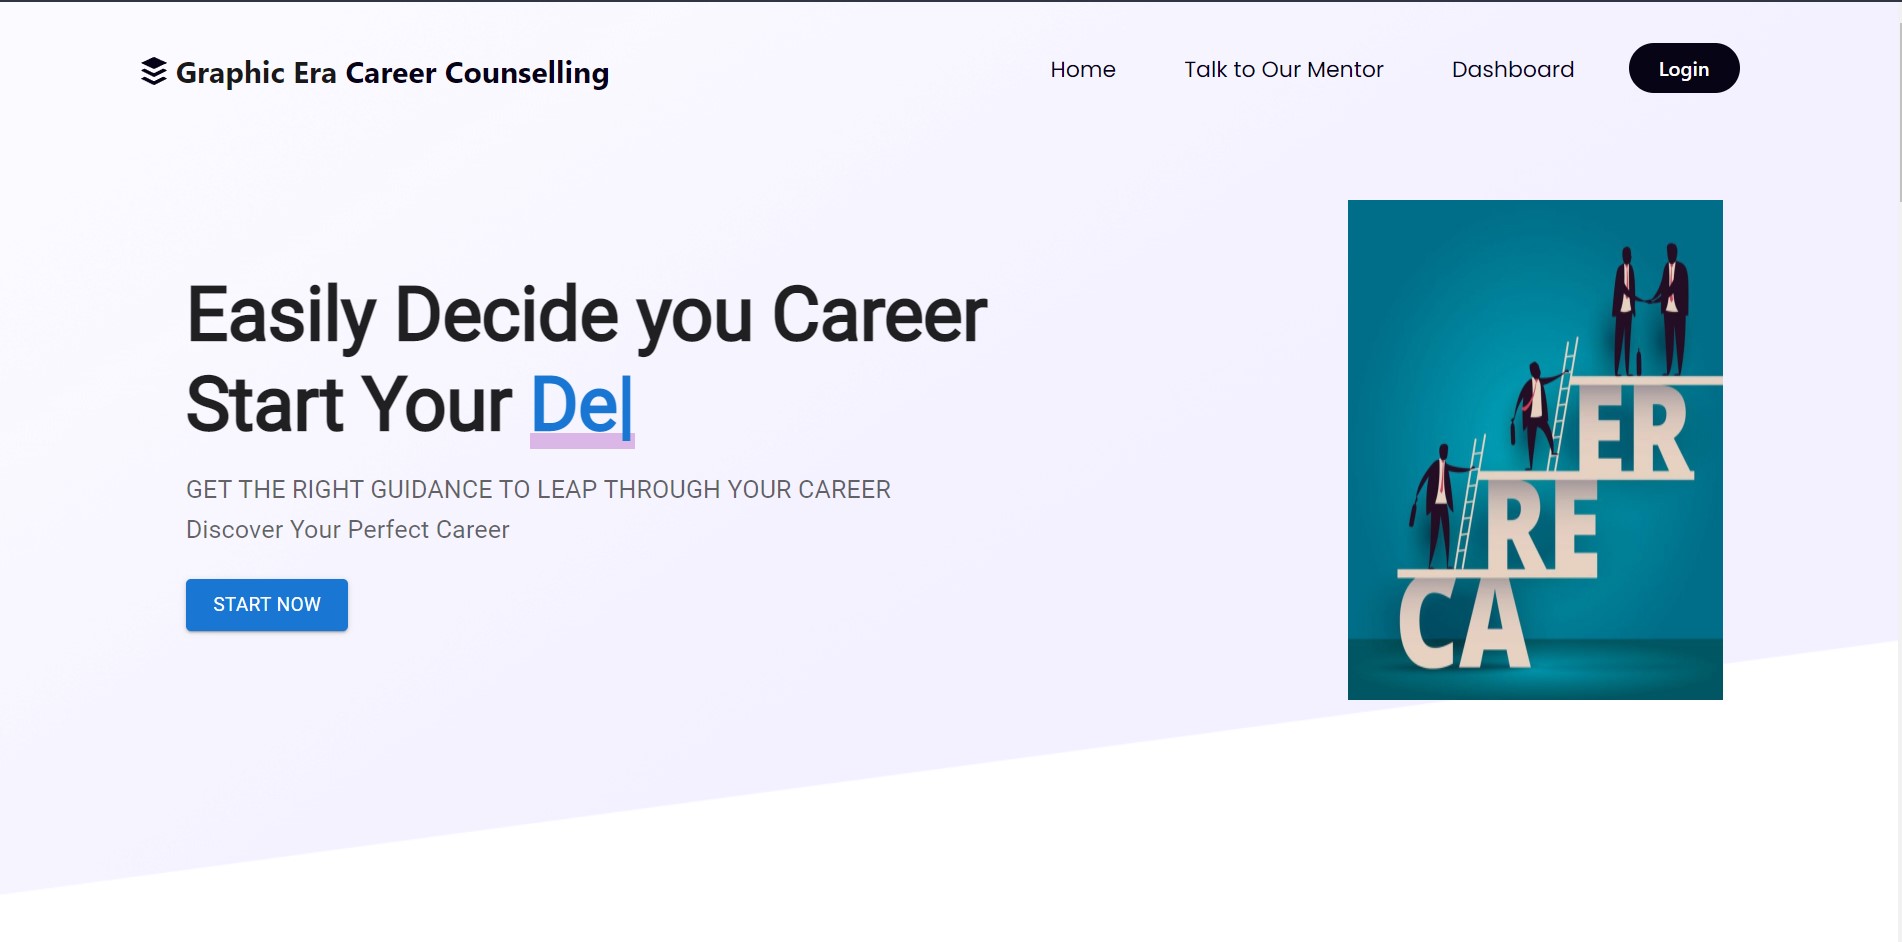 Graphic Era Career Counselling
Home
Talk to Our Mentor
Dashboard
Login
Easily Decide you Career
Start Your De|
GET THE RIGHT GUIDANCE TO LEAP THROUGH YOUR CAREER
Discover Your Perfect Career
START NOW
ER
RE
CA